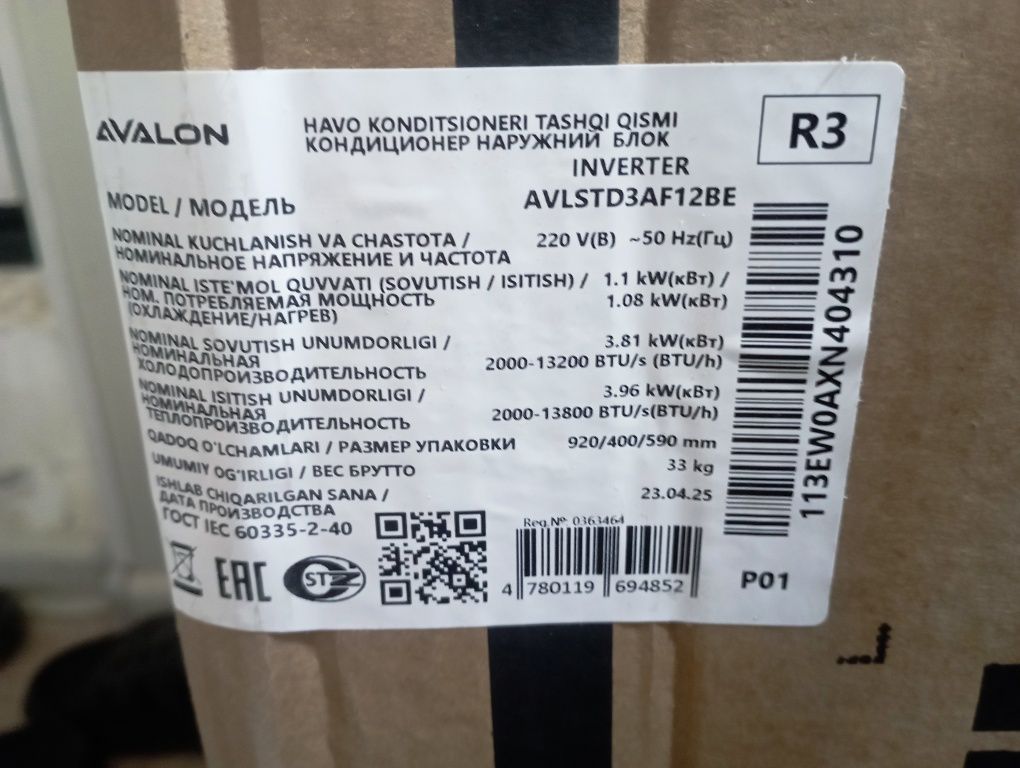 AVALON
HAVO KONDITSIONERI TASHQI QISMI
КОНДИЦИОНЕР НАРУЖНИЙ БЛОК
INVERTER
R3
MODEL / МОДЕЛЬ
AVLSTD3AF12BE
NOMINAL KUCHLANISH VA CHASTOTA /
НОМИНАЛЬНОЕ НАПРЯЖЕНИЕ И ЧАСТОТА
220 V(В) ~50 Hz(Гц)
NOMINAL ISTE'MOL QUVVATI (SOVUTISH / ISITISH) /
НОМ. ПОТРЕБЛЯЕМАЯ МОЩНОСТЬ
(ОХЛАЖДЕНИЕ/НАГРЕВ)
1.1 kW(кВт) /
1.08 kW(кВт)
NOMINAL SOVUTISH UNUMDORLIGI /
НОМИНАЛЬНАЯ
ХОЛОДОПРОИЗВОДИТЕЛЬНОСТЬ
3.81 kW(кВт)
2000-13200 BTU/s (BTU/h)
NOMINAL ISITISH UNUMDORLIGI /
НОМИНАЛЬНАЯ
ТЕПЛОПРОИЗВОДИТЕЛЬНОСТЬ
3.96 kW(кВт)
2000-13800 BTU/s(BTU/h)
QADOQ O'LCHAMLARI / РАЗМЕР УПАКОВКИ
920/400/590 mm
UMUMIY OG'IRLIGI / ВЕС БРУТТО
33 kg
ISHLAB CHIQARILGAN SANA /
ДАТА ПРОИЗВОДСТВА
23.04.25
ГОСТ IEC 60335-2-40
EAC
STZ
Reg.№: 0363464
4 780119 694852
P01
113EW0AXN404310